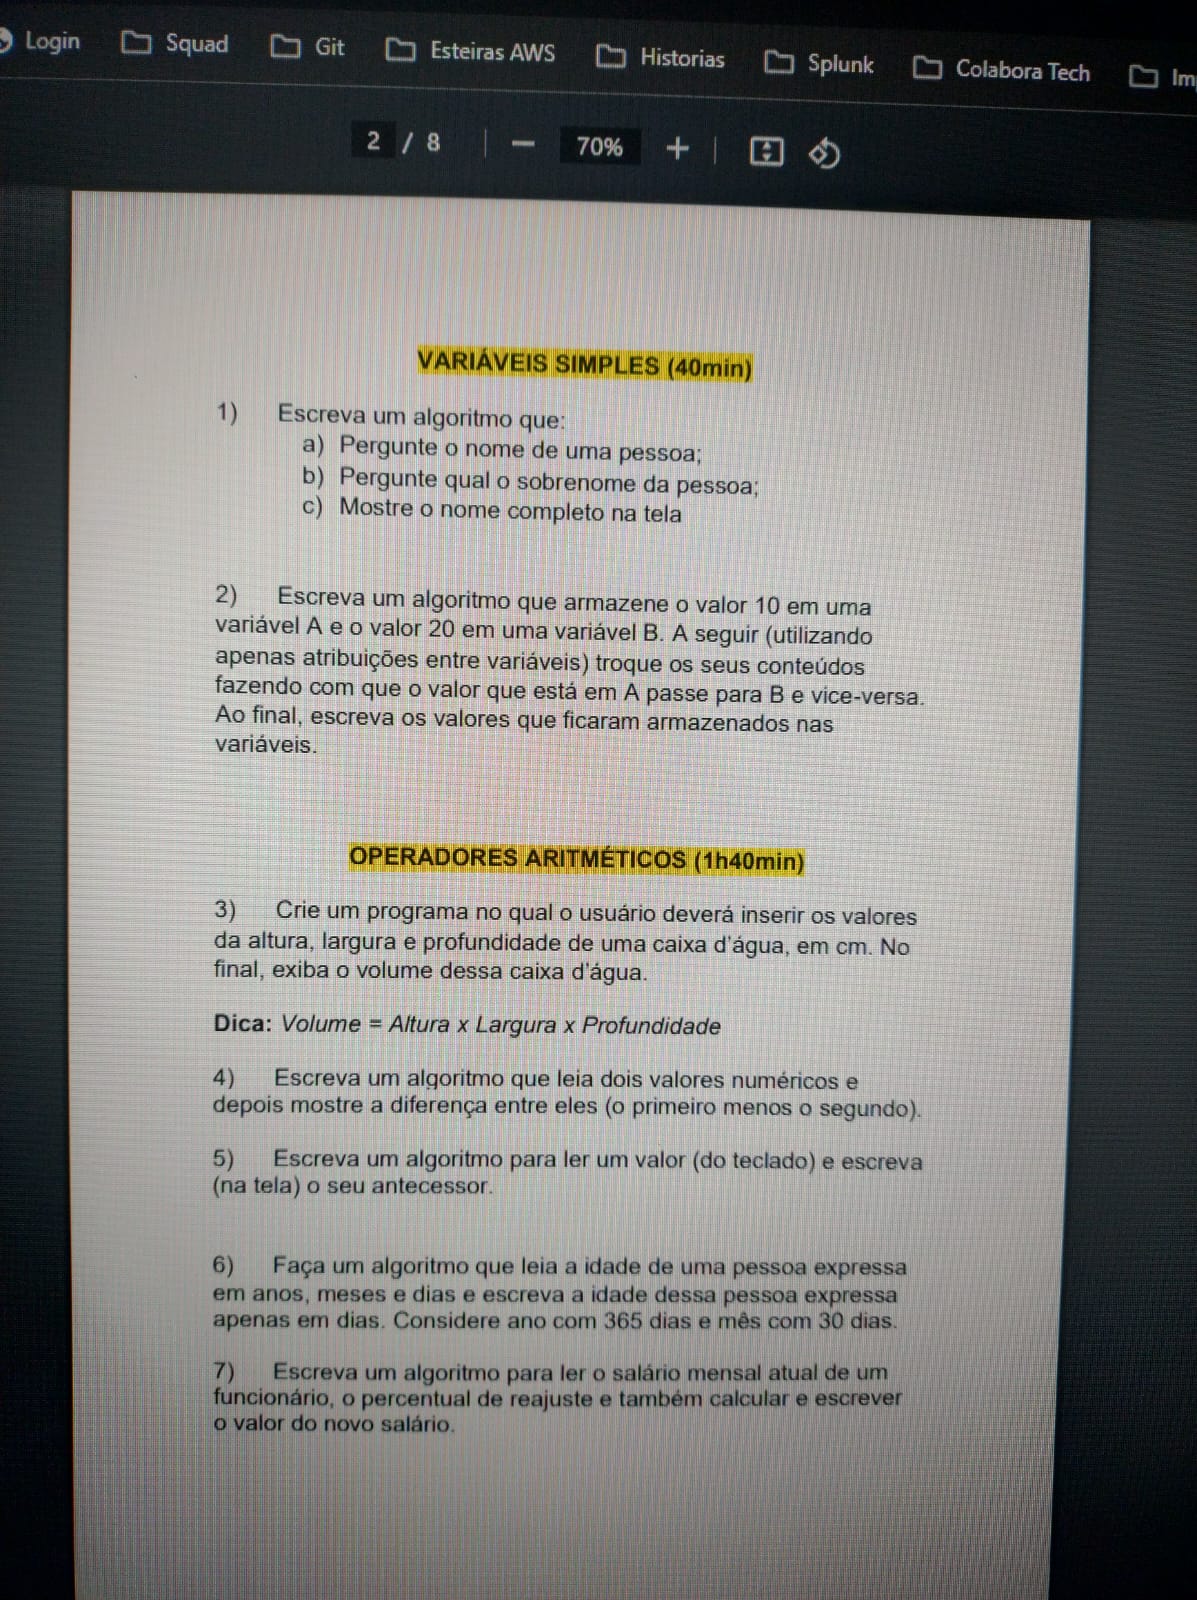 Login Squad Git Esteiras AWS Historias Splunk Colabora Tech Im
2 / 8 70%
VARIÁVEIS SIMPLES (40min)
1) Escreva um algoritmo que:
a) Pergunte o nome de uma pessoa;
b) Pergunte qual o sobrenome da pessoa;
c) Mostre o nome completo na tela
2) Escreva um algoritmo que armazene o valor 10 em uma
variável A e o valor 20 em uma variável B. A seguir (utilizando
apenas atribuições entre variáveis) troque os seus conteúdos
fazendo com que o valor que está em A passe para B e vice-versa.
Ao final, escreva os valores que ficaram armazenados nas
variáveis.
OPERADORES ARITMÉTICOS (1h40min)
3) Crie um programa no qual o usuário deverá inserir os valores
da altura, largura e profundidade de uma caixa d'água, em cm. No
final, exiba o volume dessa caixa d'água.
Dica: Volume = Altura x Largura x Profundidade
4) Escreva um algoritmo que leia dois valores numéricos e
depois mostre a diferença entre eles (o primeiro menos o segundo).
5) Escreva um algoritmo para ler um valor (do teclado) e escreva
(na tela) o seu antecessor.
6) Faça um algoritmo que leia a idade de uma pessoa expressa
em anos, meses e dias e escreva a idade dessa pessoa expressa
apenas em dias. Considere ano com 365 dias e mês com 30 dias.
7) Escreva um algoritmo para ler o salário mensal atual de um
funcionário, o percentual de reajuste e também calcular e escrever
o valor do novo salário.